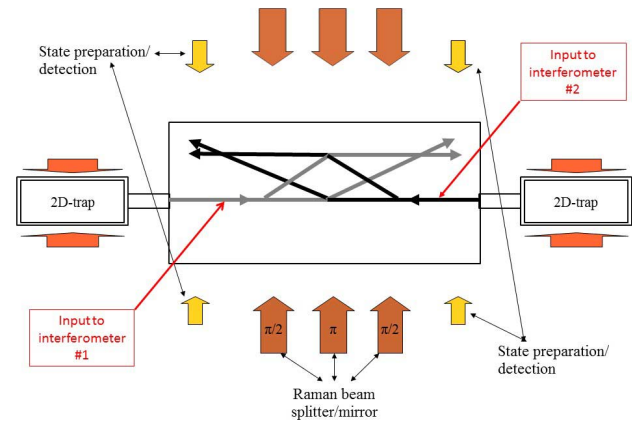 State preparation/
detection
Input to
interferometer
#2
2D-trap
2D-trap
Input to
interferometer
#1
π/2
π
π/2
State preparation/
detection
Raman beam
splitter/mirror